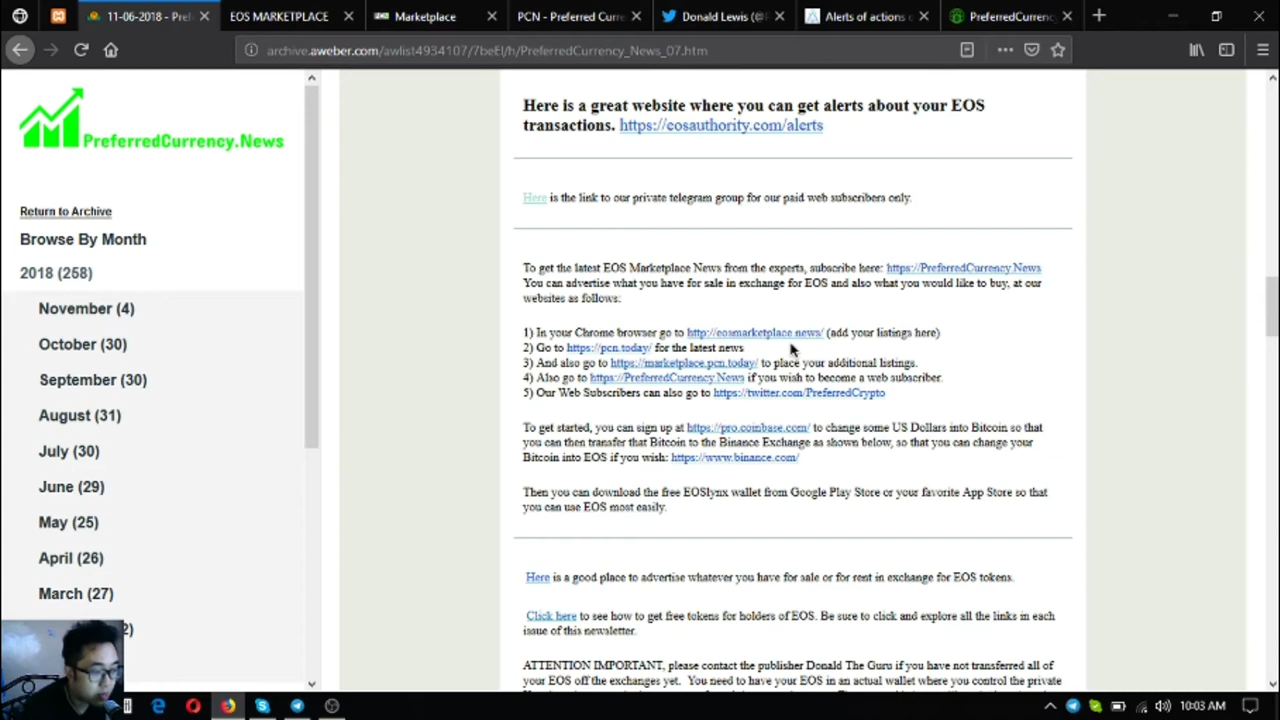 11-06-2018 - Pref
EOS MARKETPLACE
Marketplace
PCN - Preferred Curre
Donald Lewis (@P
Alerts of actions o
PreferredCurrenc
archive.aweber.com/awlist4934107/7beEl/h/PreferredCurrency_News_07.htm
PreferredCurrency.News
Return to Archive
Browse By Month
2018 (258)
November (4)
October (30)
September (30)
August (31)
July (30)
June (29)
May (25)
April (26)
March (27)
2)
Here is a great website where you can get alerts about your EOS
transactions. https://eosauthority.com/alerts
Here is the link to our private telegram group for our paid web subscribers only.
To get the latest EOS Marketplace News from the experts, subscribe here: https://PreferredCurrency.News
You can advertise what you have for sale in exchange for EOS and also what you would like to buy, at our
websites as follows:
1) In your Chrome browser go to http://eosmarketplace.news/ (add your listings here)
2) Go to https://pcn.today/ for the latest news
3) And also go to https://marketplace.pcn.today/ to place your additional listings.
4) Also go to https://PreferredCurrency.News if you wish to become a web subscriber.
5) Our Web Subscribers can also go to https://twitter.com/PreferredCrypto
To get started, you can sign up at https://pro.coinbase.com/ to change some US Dollars into Bitcoin so that
you can then transfer that Bitcoin to the Binance Exchange as shown below, so that you can change your
Bitcoin into EOS if you wish: https://www.binance.com/
Then you can download the free EOSlynx wallet from Google Play Store or your favorite App Store so that
you can use EOS most easily.
Here is a good place to advertise whatever you have for sale or for rent in exchange for EOS tokens.
Click here to see how to get free tokens for holders of EOS. Be sure to click and explore all the links in each
issue of this newsletter.
ATTENTION IMPORTANT, please contact the publisher Donald The Guru if you have not transferred all of
your EOS off the exchanges yet. You need to have your EOS in an actual wallet where you control the private
10:03 AM